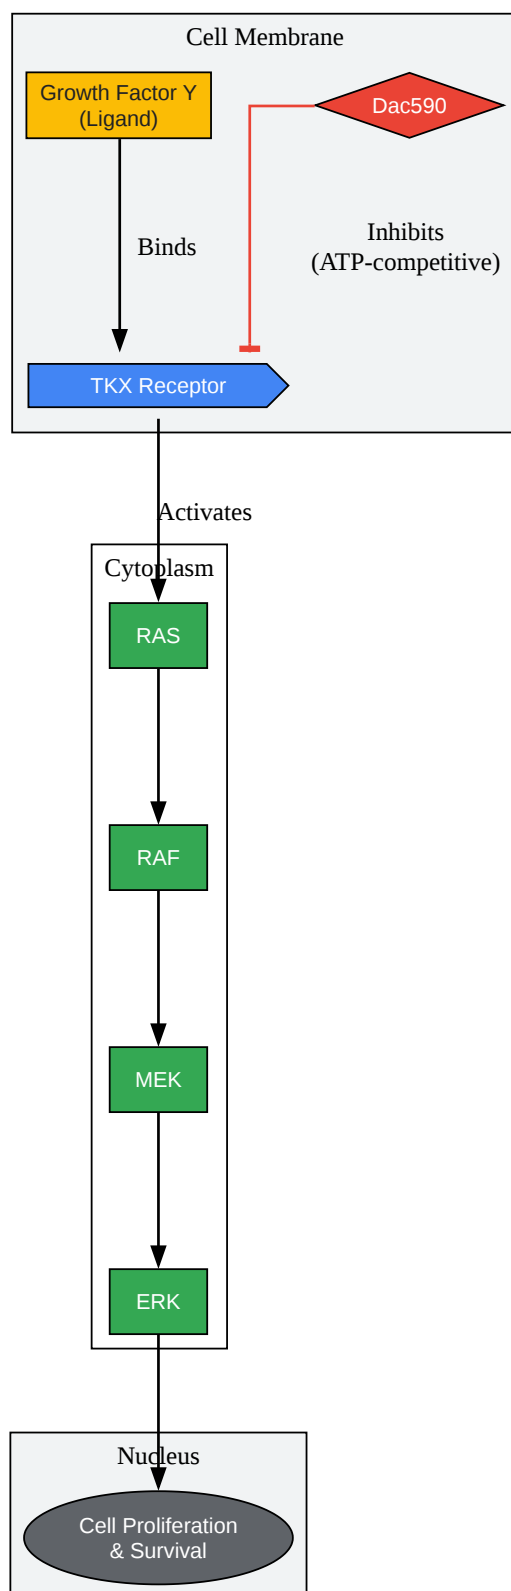 Cell Membrane
Growth Factor Y
(Ligand)
Dac590
Binds
Inhibits
(ATP-competitive)
TKX Receptor
Activates
Cytoplasm
RAS
RAF
MEK
ERK
Nucleus
Cell Proliferation
& Survival